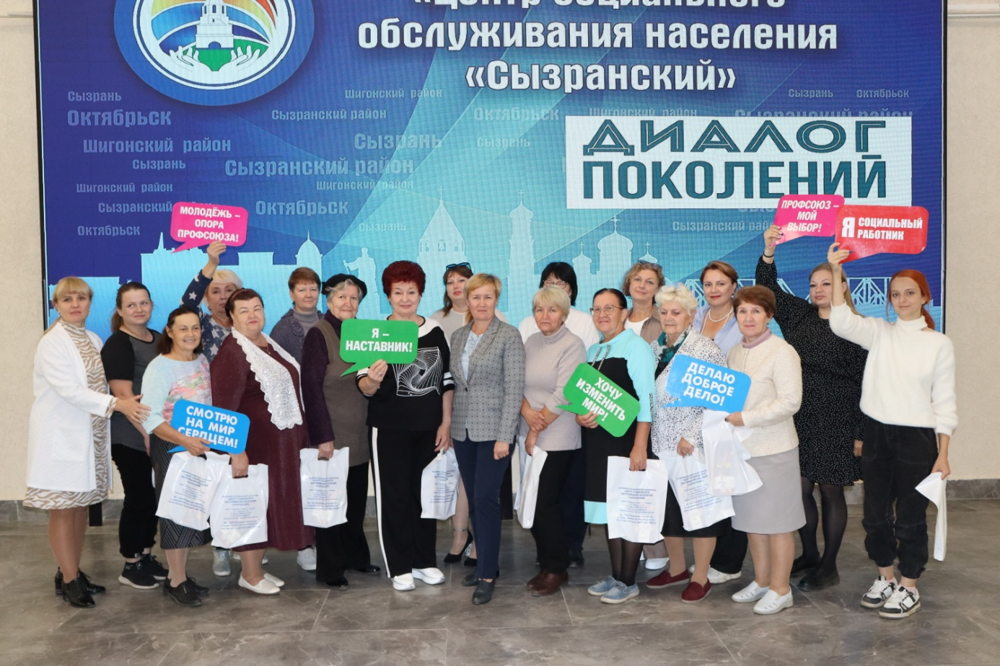 «Центр социального
обслуживания населения
«Сызранский»
Сызрань
Шигонский район
Сызрань
Октябрьск
Октябрьск
Сызранский район
Октябрьск
Шигонский район
Сызранский район
Шигонский район
Сызрань
Сызрань
Сызрань
Сызранский район
Шигонский район
Шигонский район
Сызранский район
Октябрьск
Октябрьск
Сызрань
Сызранский
ДИАЛОГ
ПОКОЛЕНИЙ
МОЛОДЁЖЬ –
ОПОРА
ПРОФСОЮЗА!
ПРОФСОЮЗ –
МОЙ
ВЫБОР!
Я СОЦИАЛЬНЫЙ
РАБОТНИК
Я –
НАСТАВНИК!
СМОТРЮ
НА МИР
СЕРДЦЕМ!
ХОЧУ
ИЗМЕНИТЬ
МИР!
ДЕЛАЮ
ДОБРОЕ
ДЕЛО!